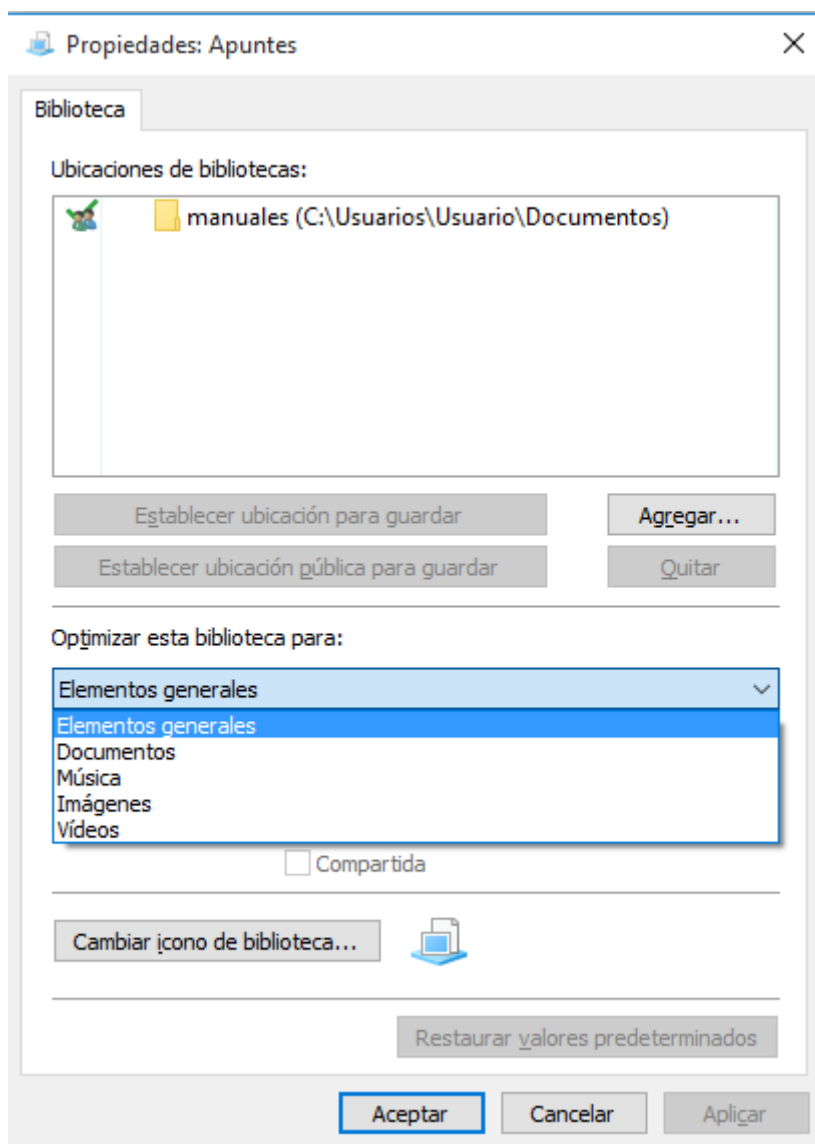 Propiedades: Apuntes
Biblioteca
Ubicaciones de bibliotecas:
manuales (C:\Usuarios\Usuario\Documentos)
Establecer ubicación para guardar
Agregar...
Establecer ubicación pública para guardar
Quitar
Optimizar esta biblioteca para:
Elementos generales
Elementos generales
Documentos
Música
Imágenes
Vídeos
Compartida
Cambiar icono de biblioteca...
Restaurar valores predeterminados
Aceptar
Cancelar
Aplicar